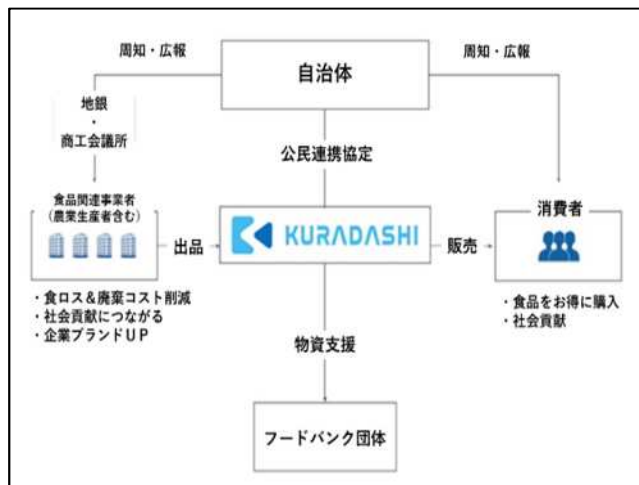 周知・広報
自治体
周知・広報
地銀
・
商工会議所
公民連携協定
食品関連事業者
(農業生産者含む)
出品
KURADASHI
販売
消費者
・食ロス＆廃棄コスト削減
・社会貢献につながる
・企業ブランドUP
・食品をお得に購入
・社会貢献
物資支援
フードバンク団体